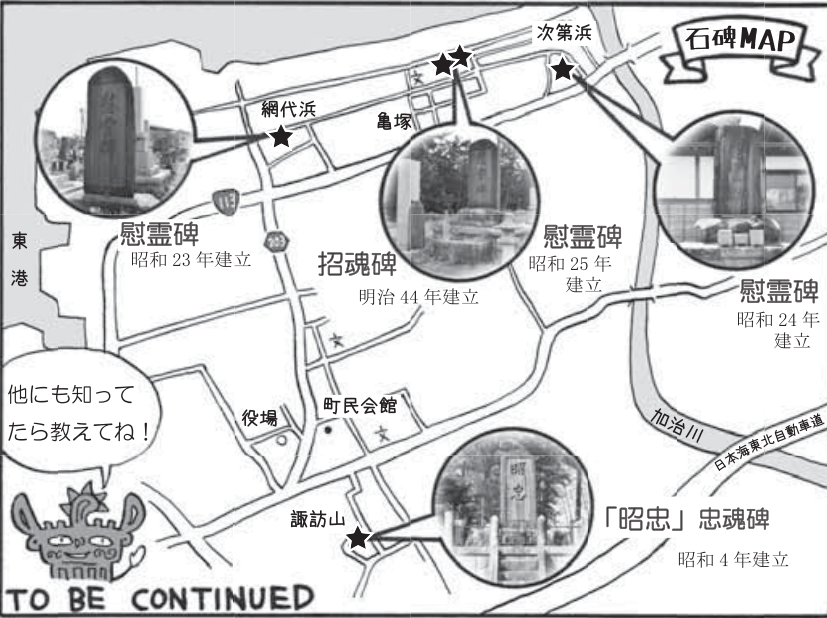 石碑MAP
次第浜
網代浜
亀塚
113
慰霊碑
昭和23年建立
招魂碑
明治44年建立
慰霊碑
昭和25年
建立
慰霊碑
昭和24年
建立
東港
他にも知って
たら教えてね！
役場
町民会館
加治川
日本海東北自動車道
諏訪山
昭忠
「昭忠」忠魂碑
昭和4年建立
TO BE CONTINUED